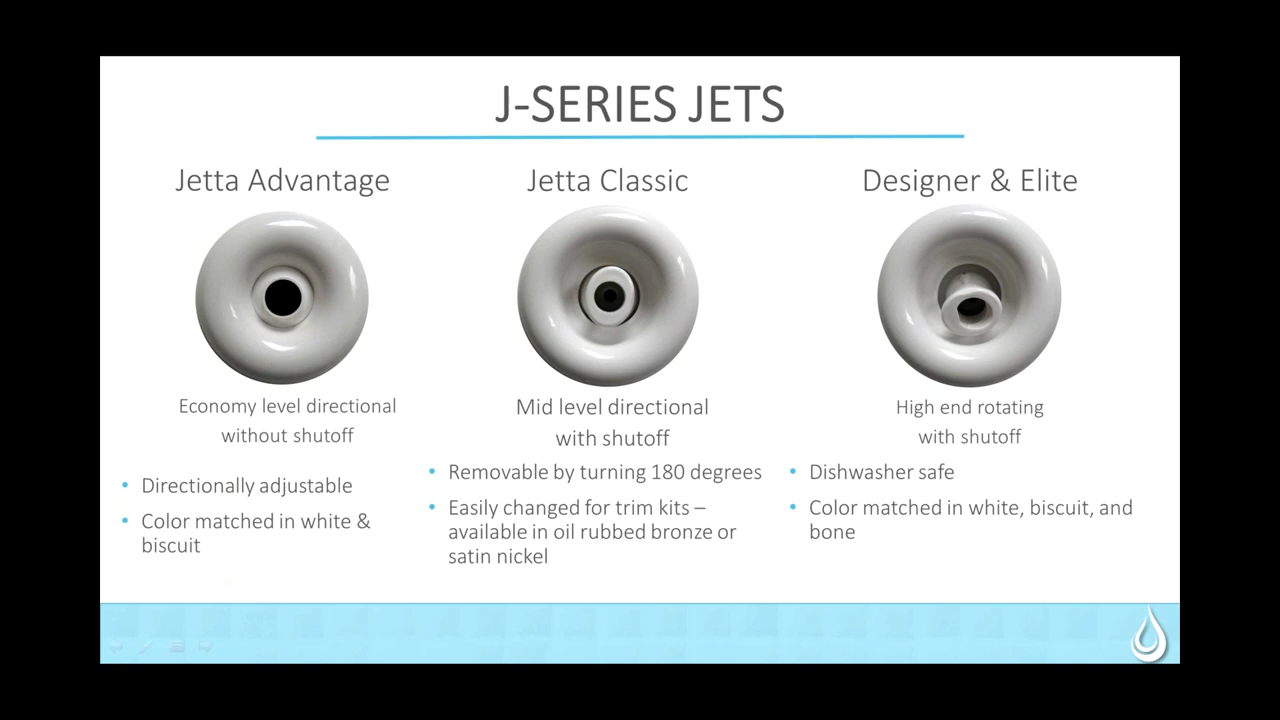 J-SERIES JETS
Jetta Advantage
Economy level directional
without shutoff
• Directionally adjustable
• Color matched in white &
biscuit
Jetta Classic
Mid level directional
with shutoff
• Removable by turning 180 degrees
• Easily changed for trim kits –
available in oil rubbed bronze or
satin nickel
Designer & Elite
High end rotating
with shutoff
• Dishwasher safe
• Color matched in white, biscuit, and
bone